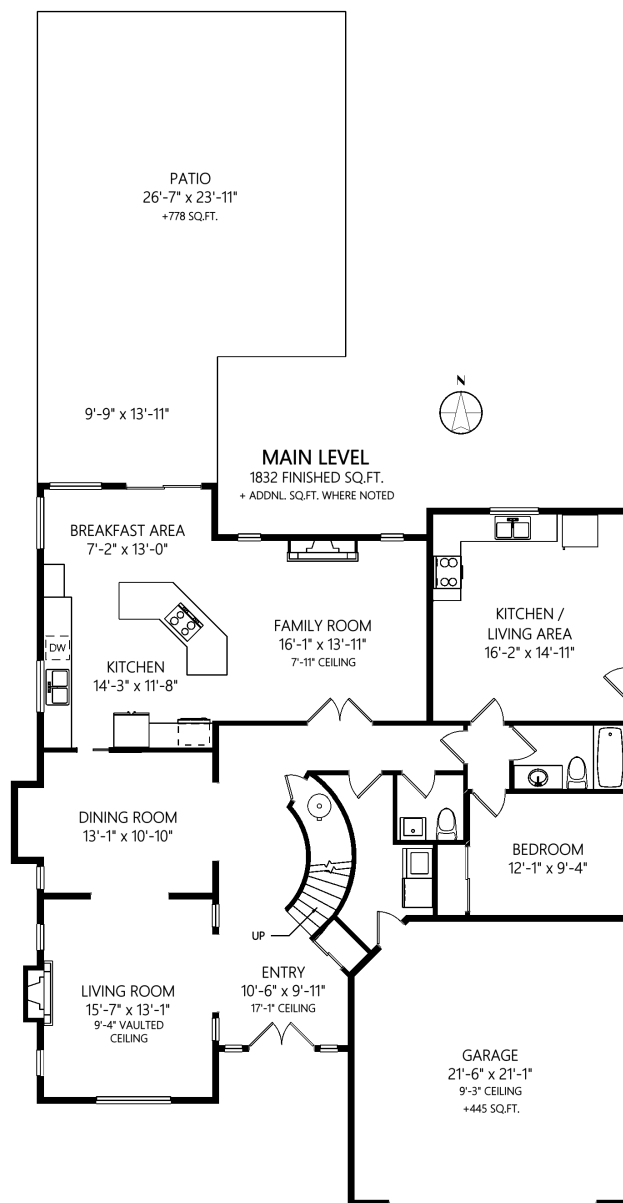 PATIO
26'-7" x 23'-11"
+778 SQ.FT.
9'-9" x 13'-11"
N
MAIN LEVEL
1832 FINISHED SQ.FT.
+ ADDNL. SQ.FT. WHERE NOTED
BREAKFAST AREA
7'-2" x 13'-0"
DW
KITCHEN
14'-3" x 11'-8"
FAMILY ROOM
16'-1" x 13'-11"
7'-11" CEILING
KITCHEN /
LIVING AREA
16'-2" x 14'-11"
DINING ROOM
13'-1" x 10'-10"
BEDROOM
12'-1" x 9'-4"
UP
LIVING ROOM
15'-7" x 13'-1"
9'-4" VAULTED
CEILING
ENTRY
10'-6" x 9'-11"
17'-1" CEILING
GARAGE
21'-6" x 21'-1"
9'-3" CEILING
+445 SQ.FT.